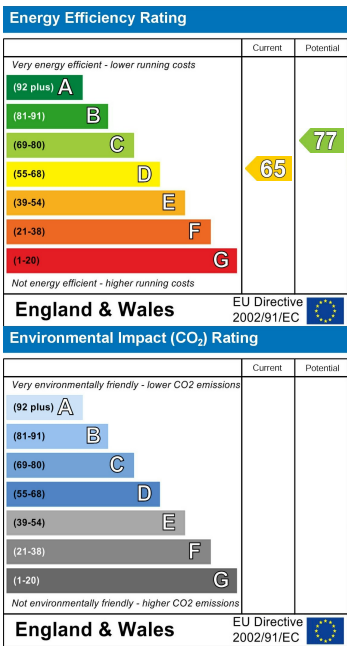 Energy Efficiency Rating
Current Potential
Very energy efficient - lower running costs
(92 plus) A
(81-91) B
(69-80) C
(55-68) D
(39-54) E
(21-38) F
(1-20) G
65
77
Not energy efficient - higher running costs
England & Wales
EU Directive
2002/91/EC
Environmental Impact (CO₂) Rating
Current Potential
Very environmentally friendly - lower CO2 emissions
(92 plus) A
(81-91) B
(69-80) C
(55-68) D
(39-54) E
(21-38) F
(1-20) G
Not environmentally friendly - higher CO2 emissions
England & Wales
EU Directive
2002/91/EC